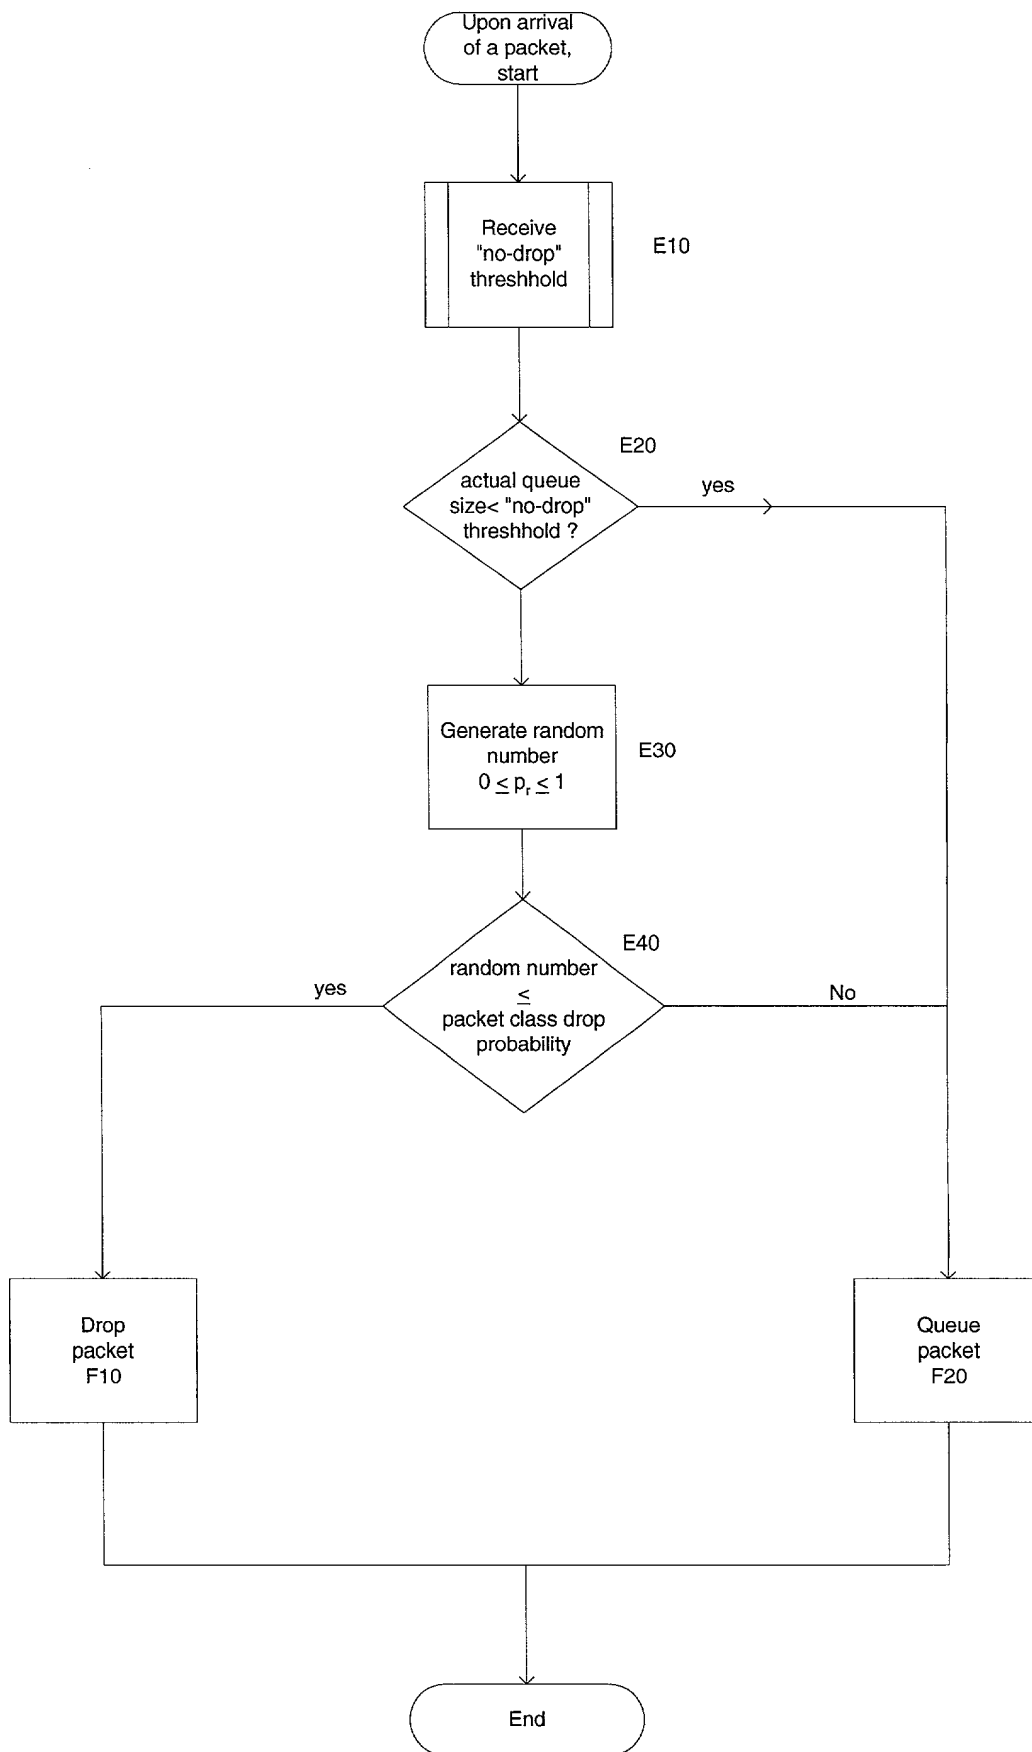 Upon arrival
of a packet,
start
Receive
"no-drop"
threshhold
E10
E20
actual queue
size< "no-drop"
threshhold ?
yes
Generate random
number
0 ≤ pᵣ ≤ 1
E30
E40
random number
≤
packet class drop
probability
yes
No
Drop
packet
F10
Queue
packet
F20
End